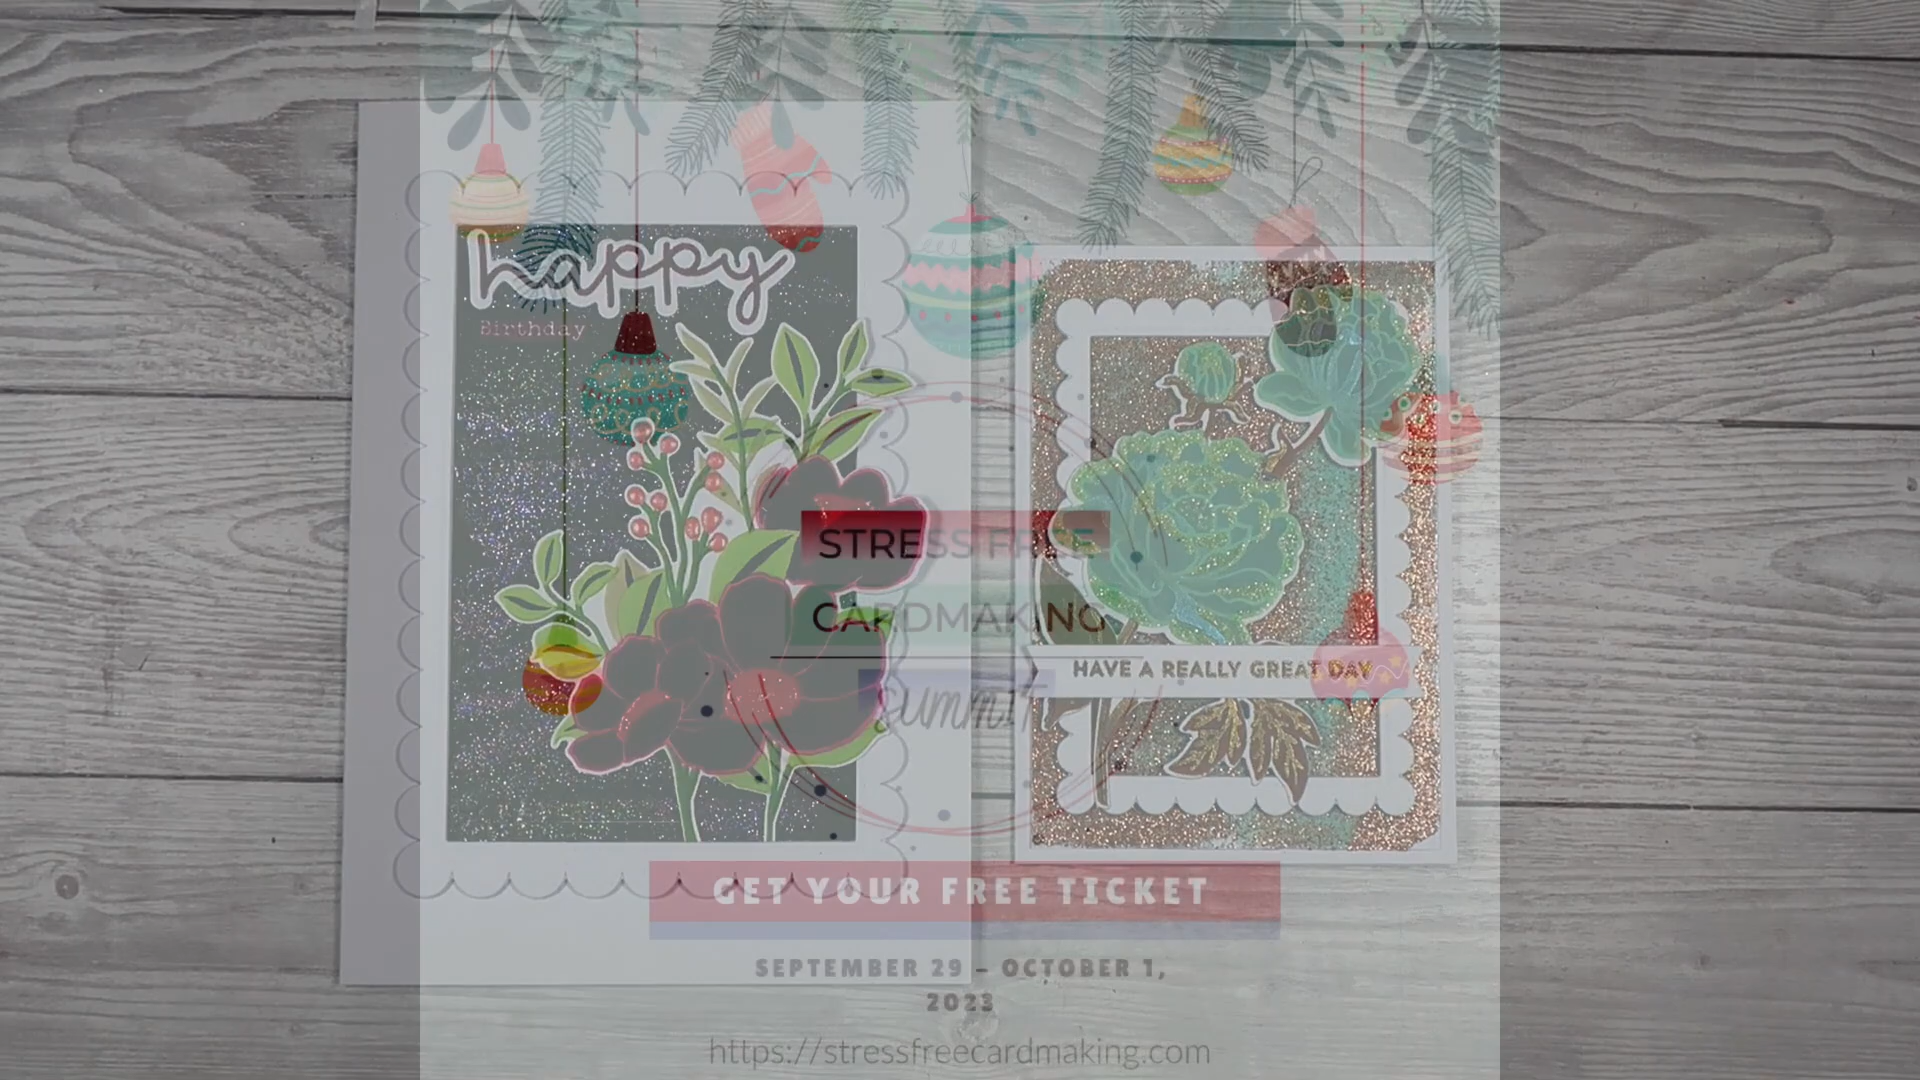 happy
Birthday
STRESS FREE
CARDMAKING
SUMMIT
HAVE A REALLY GREAT DAY
GET YOUR FREE TICKET
SEPTEMBER 29 – OCTOBER 1,
2023
https://stressfreecardmaking.com